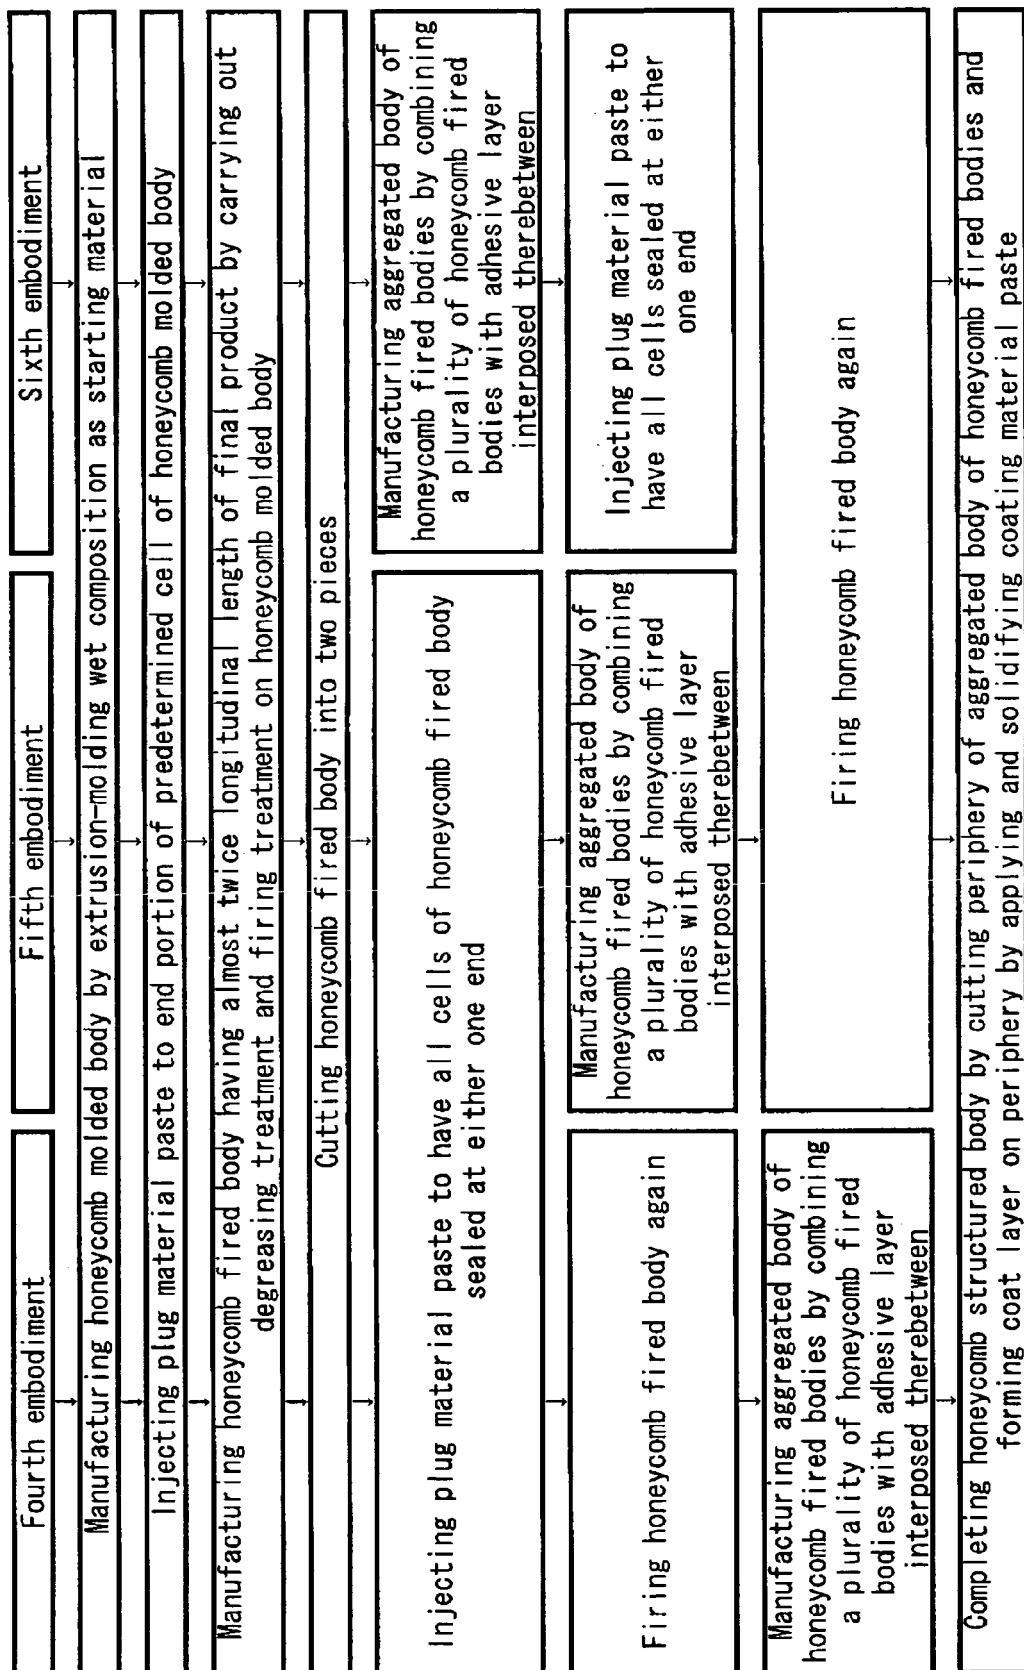 Fourth embodiment
Fifth embodiment
Sixth embodiment
Manufacturing honeycomb molded body by extrusion-molding wet composition as starting material
Injecting plug material paste to end portion of predetermined cell of honeycomb molded body
Manufacturing honeycomb fired body having almost twice longitudinal length of final product by carrying out
degreasing treatment and firing treatment on honeycomb molded body
Cutting honeycomb fired body into two pieces
Injecting plug material paste to have all cells of honeycomb fired body
sealed at either one end
Manufacturing aggregated body of
honeycomb fired bodies by combining
a plurality of honeycomb fired
bodies with adhesive layer
interposed therebetween
Firing honeycomb fired body again
Manufacturing aggregated body of
honeycomb fired bodies by combining
a plurality of honeycomb fired
bodies with adhesive layer
interposed therebetween
Injecting plug material paste to
have all cells sealed at either
one end
Manufacturing aggregated body of
honeycomb fired bodies by combining
a plurality of honeycomb fired
bodies with adhesive layer
interposed therebetween
Firing honeycomb fired body again
Completing honeycomb structured body by cutting periphery of aggregated body of honeycomb fired bodies and
forming coat layer on periphery by applying and solidifying coating material paste